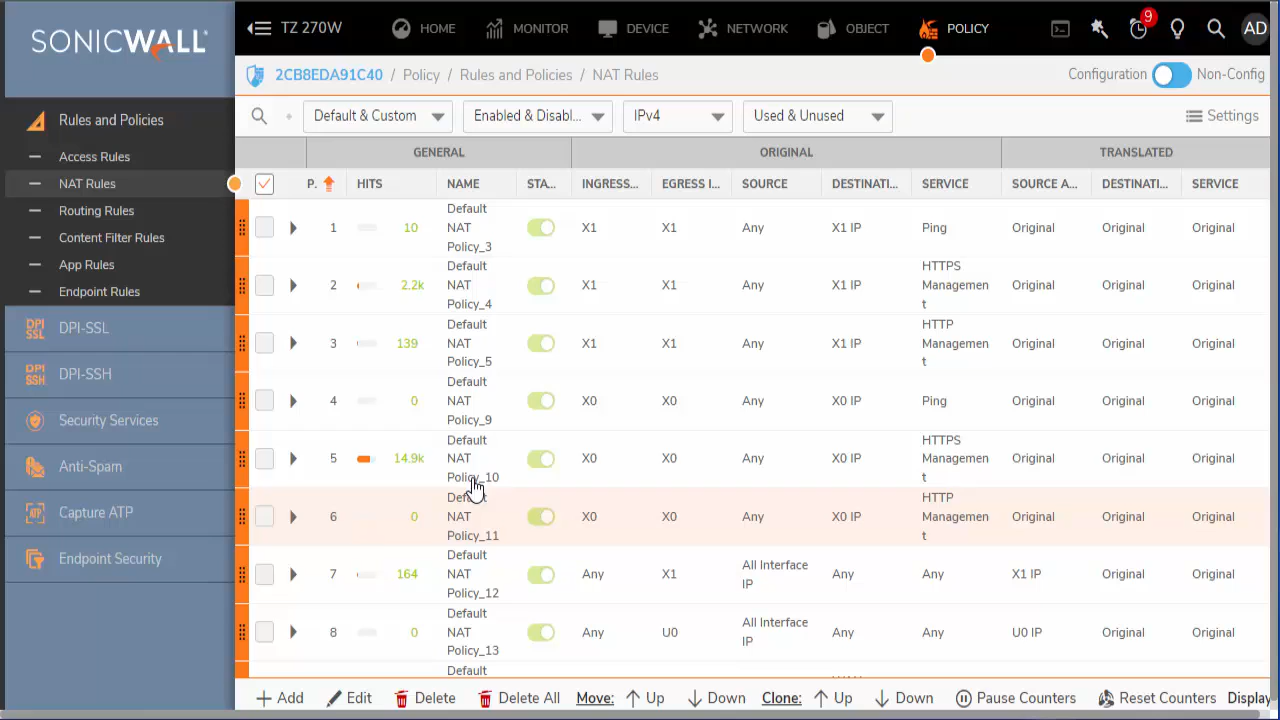 SONICWALL
TZ 270W
HOME
MONITOR
DEVICE
NETWORK
OBJECT
POLICY
9
AD
2CB8EDA91C40 / Policy / Rules and Policies / NAT Rules
Configuration
Non-Config
Default & Custom
Enabled & Disabl...
IPv4
Used & Unused
Settings
Rules and Policies
Access Rules
NAT Rules
Routing Rules
Content Filter Rules
App Rules
Endpoint Rules
DPI SSL
DPI-SSL
DPI SSH
DPI-SSH
Security Services
Anti-Spam
ATP
Capture ATP
Endpoint Security
GENERAL
ORIGINAL
TRANSLATED
P. HITS NAME STA... INGRESS... EGRESS I... SOURCE DESTINATI... SERVICE SOURCE A... DESTINATI... SERVICE
Default
NAT
Policy_3
1 10 X1 X1 Any X1 IP Ping Original Original Original
Default
NAT
Policy_4
2 2.2k X1 X1 Any X1 IP
HTTPS
Managemen
t
Original Original Original
Default
NAT
Policy_5
3 139 X1 X1 Any X1 IP
HTTP
Managemen
t
Original Original Original
Default
NAT
Policy_9
4 0 X0 X0 Any X0 IP Ping Original Original Original
Default
NAT
Policy_10
5 14.9k X0 X0 Any X0 IP
HTTPS
Managemen
t
Original Original Original
Default
NAT
Policy_11
6 0 X0 X0 Any X0 IP
HTTP
Managemen
t
Original Original Original
Default
NAT
Policy_12
7 164 Any X1
All Interface
IP
Any Any X1 IP Original Original
Default
NAT
Policy_13
8 0 Any U0
All Interface
IP
Any Any U0 IP Original Original
Default
Add
Edit
Delete
Delete All
Move:
Up
Down
Clone:
Up
Down
Pause Counters
Reset Counters
Display